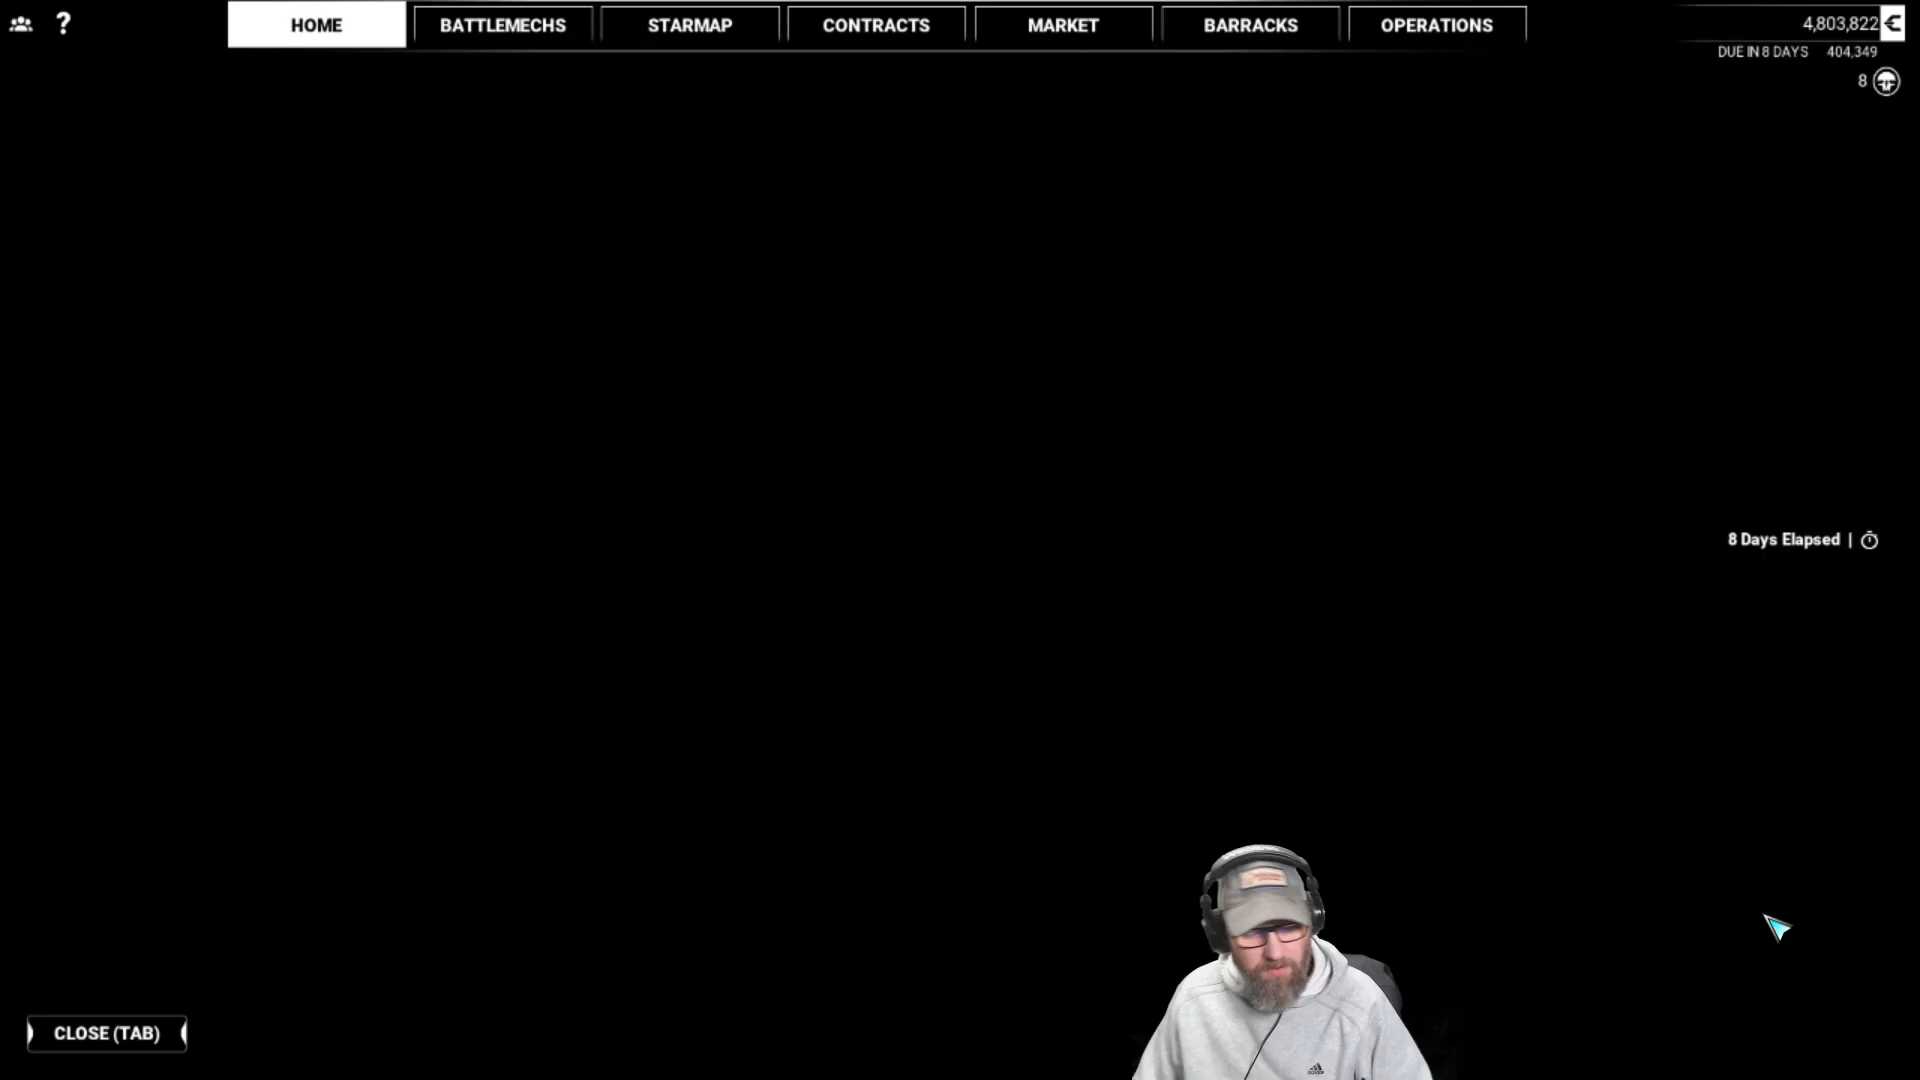 ?
HOME
BATTLEMECHS
STARMAP
CONTRACTS
MARKET
BARRACKS
OPERATIONS
4,803,822
DUE IN 8 DAYS 404,349
8
8 Days Elapsed |
CLOSE (TAB)